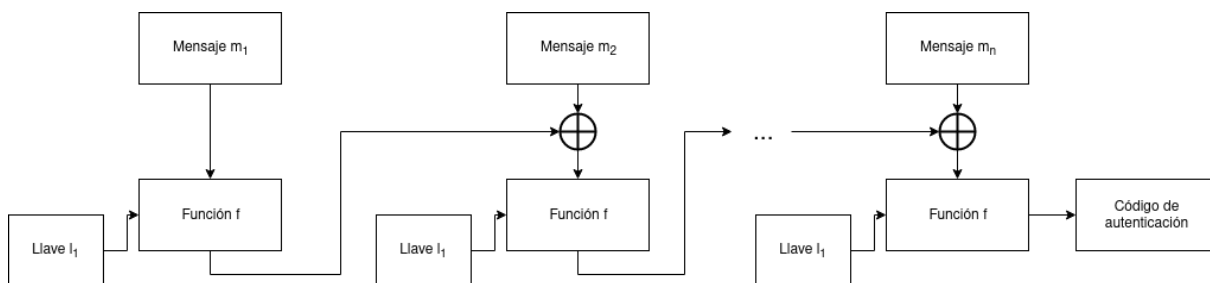 Mensaje m₁
Mensaje m₂
Mensaje mₙ
...
Función f
Función f
Función f
Código de
autenticación
Llave l₁
Llave l₁
Llave l₁